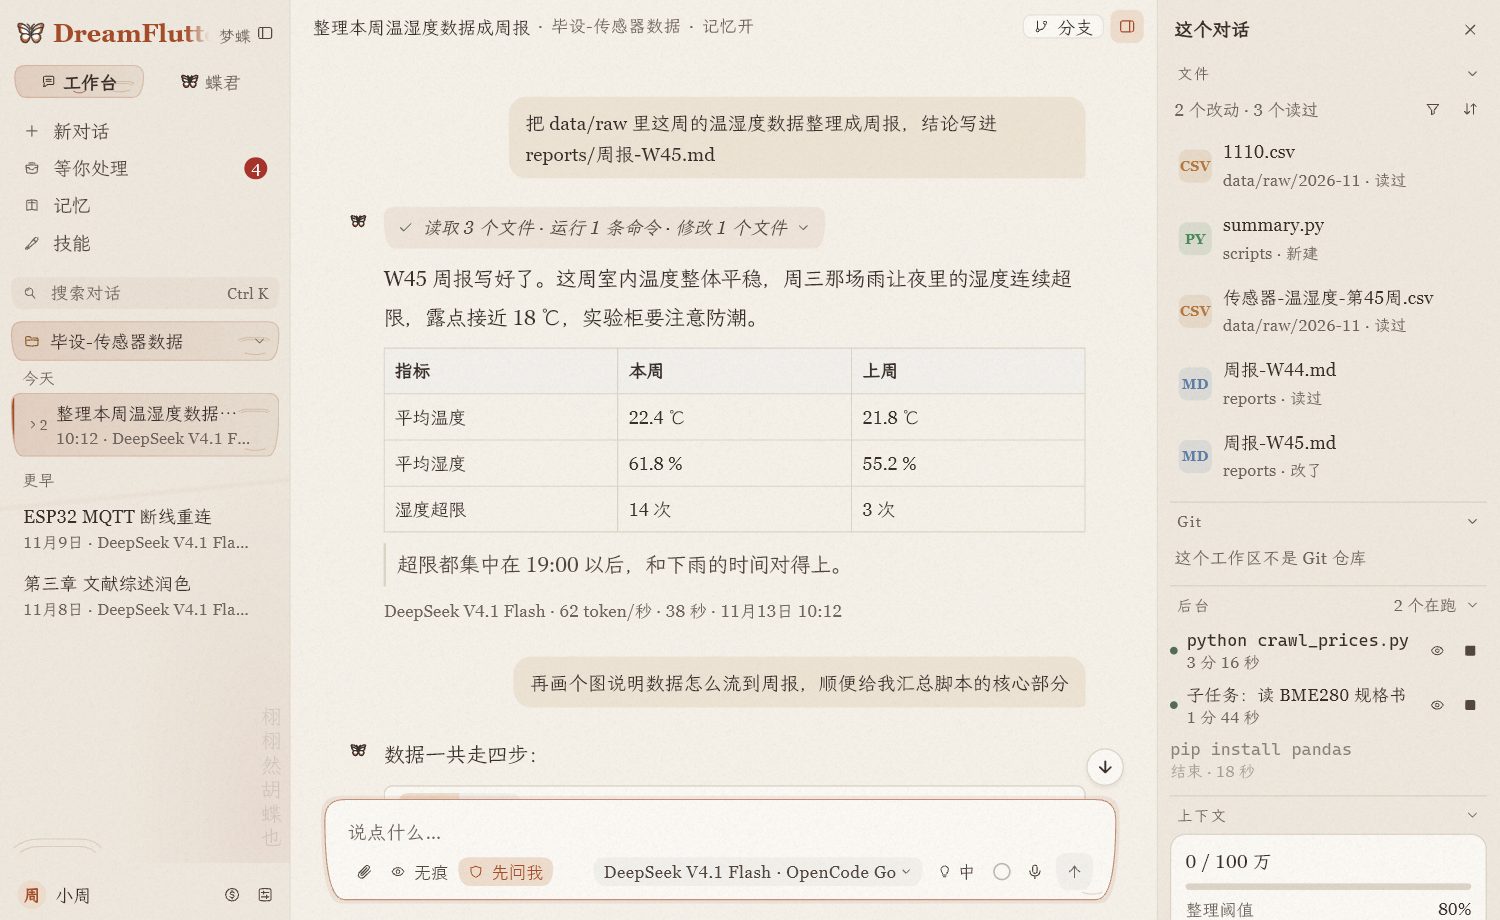 DreamFlutt
梦蝶
工作台
蝶君
新对话
等你处理
4
记忆
技能
搜索对话
Ctrl K
毕设-传感器数据
今天
2
整理本周温湿度数据…
10:12 · DeepSeek V4.1 F...
更早
ESP32 MQTT 断线重连
11月9日 · DeepSeek V4.1 Fla...
第三章 文献综述润色
11月8日 · DeepSeek V4.1 Fla...
栩
栩
然
胡
蝶
也
周
小周
整理本周温湿度数据成周报 · 毕设-传感器数据 · 记忆开
分支
把 data/raw 里这周的温湿度数据整理成周报，结论写进
reports/周报-W45.md
读取 3 个文件 · 运行 1 条命令 · 修改 1 个文件
W45 周报写好了。这周室内温度整体平稳，周三那场雨让夜里的湿度连续超
限，露点接近 18 ℃，实验柜要注意防潮。
指标 本周 上周
平均温度 22.4 ℃ 21.8 ℃
平均湿度 61.8 % 55.2 %
湿度超限 14 次 3 次
超限都集中在 19:00 以后，和下雨的时间对得上。
DeepSeek V4.1 Flash · 62 token/秒 · 38 秒 · 11月13日 10:12
再画个图说明数据怎么流到周报，顺便给我汇总脚本的核心部分
数据一共走四步：
说点什么...
无痕
先问我
DeepSeek V4.1 Flash · OpenCode Go
中
这个对话
文件
2 个改动 · 3 个读过
CSV
1110.csv
data/raw/2026-11 · 读过
PY
summary.py
scripts · 新建
CSV
传感器-温湿度-第45周.csv
data/raw/2026-11 · 读过
MD
周报-W44.md
reports · 读过
MD
周报-W45.md
reports · 改了
Git
这个工作区不是 Git 仓库
后台
2 个在跑
python crawl_prices.py
3 分 16 秒
子任务：读 BME280 规格书
1 分 44 秒
pip install pandas
结束 · 18 秒
上下文
0 / 100 万
整理阈值
80%